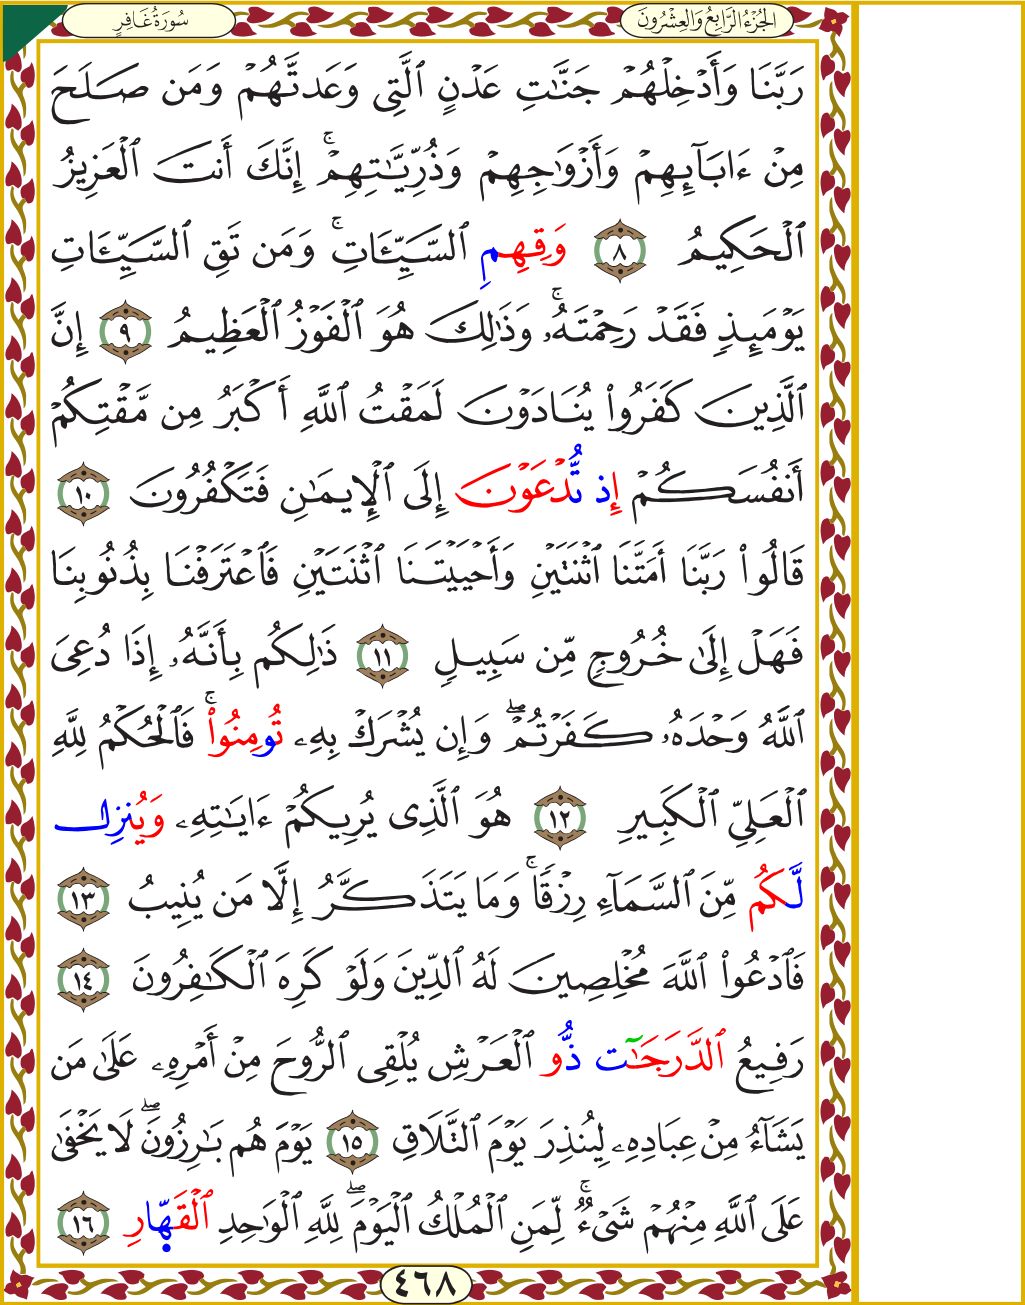 الجُزْءُ الرَّابِعُ وَالعِشْرُونَ
سُورَةُ غَافِرٍ
رَبَّنَا وَأَدْخِلْهُمْ جَنَّٰتِ عَدْنٍ ٱلَّتِى وَعَدتَّهُمْ وَمَن صَلَحَ
مِنْ ءَابَآئِهِمْ وَأَزْوَٰجِهِمْ وَذُرِّيَّٰتِهِمْۚ إِنَّكَ أَنتَ ٱلْعَزِيزُ
ٱلْحَكِيمُ ٨ وَقِهِمِ ٱلسَّيِّـَٔاتِۚ وَمَن تَقِ ٱلسَّيِّـَٔاتِ
يَوْمَئِذٍ فَقَدْ رَحِمْتَهُۥۚ وَذَٰلِكَ هُوَ ٱلْفَوْزُ ٱلْعَظِيمُ ٩ إِنَّ
ٱلَّذِينَ كَفَرُوا۟ يُنَادَوْنَ لَمَقْتُ ٱللَّهِ أَكْبَرُ مِن مَّقْتِكُمْ
أَنفُسَكُمْ إِذ تُّدْعَوْنَ إِلَى ٱلْإِيمَٰنِ فَتَكْفُرُونَ ١٠
قَالُوا۟ رَبَّنَا أَمَتَّنَا ٱثْنَتَيْنِ وَأَحْيَيْتَنَا ٱثْنَتَيْنِ فَٱعْتَرَفْنَا بِذُنُوبِنَا
فَهَلْ إِلَىٰ خُرُوجٍ مِّن سَبِيلٍ ١١ ذَٰلِكُم بِأَنَّهُۥ إِذَا دُعِىَ
ٱللَّهُ وَحْدَهُۥ كَفَرْتُمْۖ وَإِن يُشْرَكْ بِهِۦ تُومِنُوا۟ۚ فَٱلْحُكْمُ لِلَّهِ
ٱلْعَلِىِّ ٱلْكَبِيرِ ١٢ هُوَ ٱلَّذِى يُرِيكُمْ ءَايَٰتِهِۦ وَيُنزِل
لَّكُم مِّنَ ٱلسَّمَآءِ رِزْقًاۚ وَمَا يَتَذَكَّرُ إِلَّا مَن يُنِيبُ ١٣
فَٱدْعُوا۟ ٱللَّهَ مُخْلِصِينَ لَهُ ٱلدِّينَ وَلَوْ كَرِهَ ٱلْكَٰفِرُونَ ١٤
رَفِيعُ ٱلدَّرَجَٰٓت ذُّو ٱلْعَرْشِ يُلْقِى ٱلرُّوحَ مِنْ أَمْرِهِۦ عَلَىٰ مَن
يَشَآءُ مِنْ عِبَادِهِۦ لِيُنذِرَ يَوْمَ ٱلتَّلَاقِ ١٥ يَوْمَ هُم بَٰرِزُونَۖ لَا يَخْفَىٰ
عَلَى ٱللَّهِ مِنْهُمْ شَىْءٌۚ لِّمَنِ ٱلْمُلْكُ ٱلْيَوْمَۖ لِلَّهِ ٱلْوَٰحِدِ ٱلْقَهَّارِ ١٦
٤٦٨